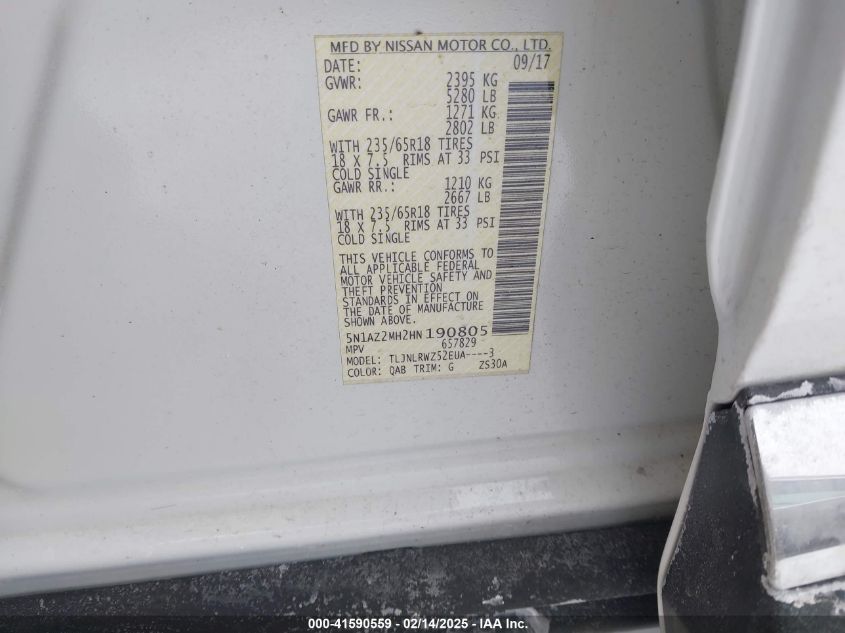 MFD BY NISSAN MOTOR CO., LTD.
DATE: 09/17
GVWR: 2395 KG
5280 LB
GAWR FR.: 1271 KG
2802 LB
WITH 235/65R18 TIRES
18 X 7.5 RIMS AT 33 PSI
COLD SINGLE
GAWR RR.: 1210 KG
2667 LB
WITH 235/65R18 TIRES
18 X 7.5 RIMS AT 33 PSI
COLD SINGLE
THIS VEHICLE CONFORMS TO
ALL APPLICABLE FEDERAL
MOTOR VEHICLE SAFETY AND
THEFT PREVENTION
STANDARDS IN EFFECT ON
THE DATE OF MANUFACTURE
SHOWN ABOVE.
5N1AZ2MH2HN190805
MPV 657829
MODEL: TLJNLRWZ52EUA----3
COLOR: QAB TRIM: G ZS30A
000-41590559 - 02/14/2025 - IAA Inc.